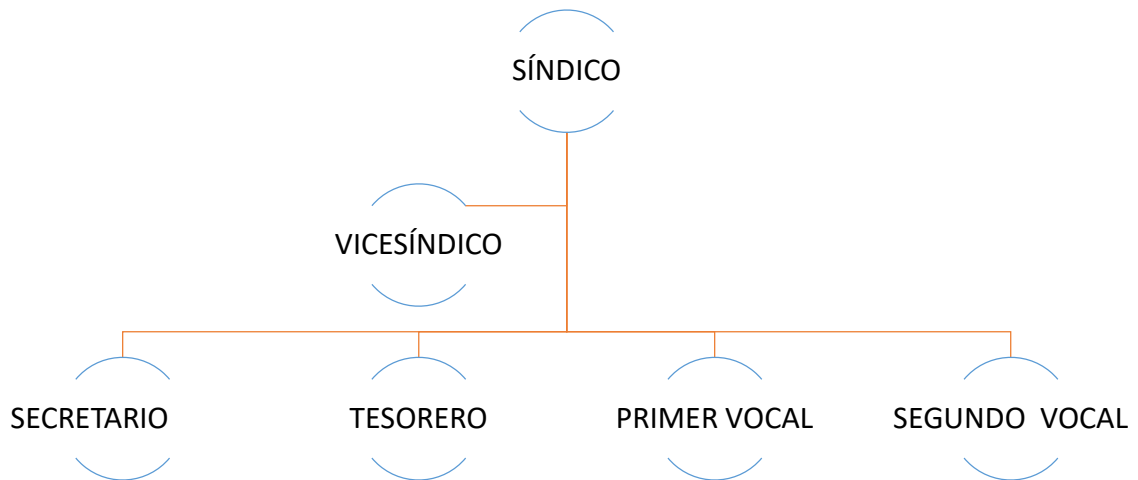 SÍNDICO
VICESÍNDICO
SECRETARIO
TESORERO
PRIMER VOCAL
SEGUNDO  VOCAL